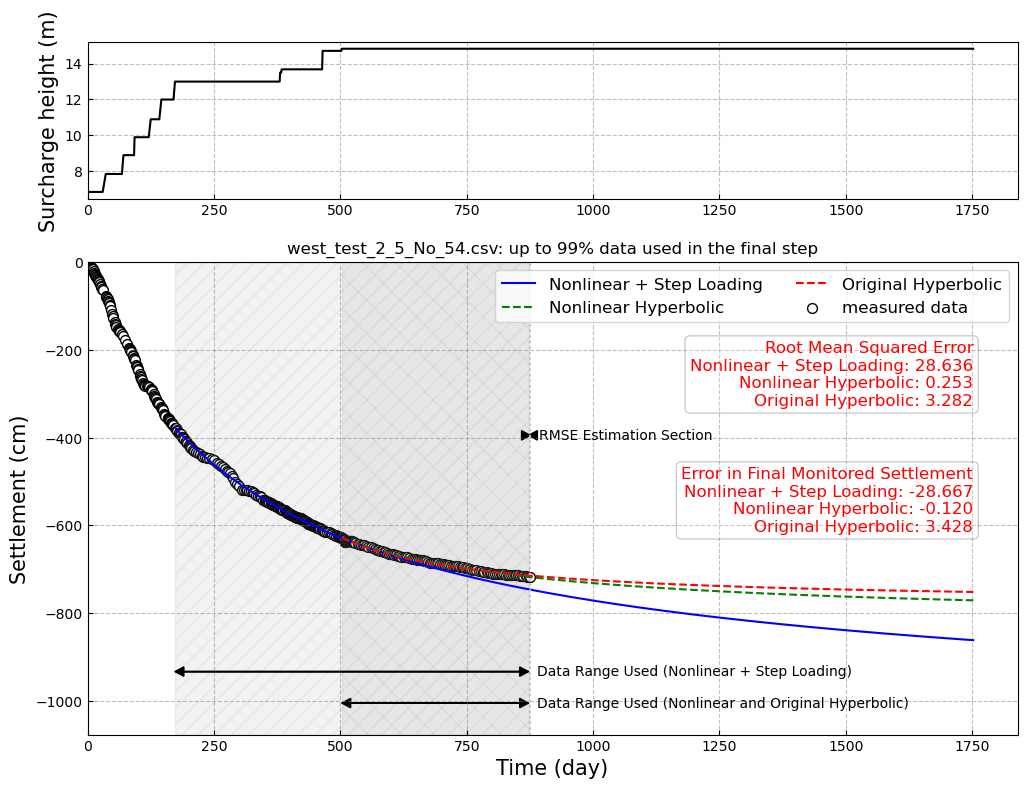 Surcharge height (m)
14
12
10
8
0 250 500 750 1000 1250 1500 1750
west_test_2_5_No_54.csv: up to 99% data used in the final step
Settlement (cm)
0
−200
−400
−600
−800
−1000
Nonlinear + Step Loading
Nonlinear Hyperbolic
Original Hyperbolic
measured data
Root Mean Squared Error
Nonlinear + Step Loading: 28.636
Nonlinear Hyperbolic: 0.253
Original Hyperbolic: 3.282
RMSE Estimation Section
Error in Final Monitored Settlement
Nonlinear + Step Loading: -28.667
Nonlinear Hyperbolic: -0.120
Original Hyperbolic: 3.428
Data Range Used (Nonlinear + Step Loading)
Data Range Used (Nonlinear and Original Hyperbolic)
0 250 500 750 1000 1250 1500 1750
Time (day)